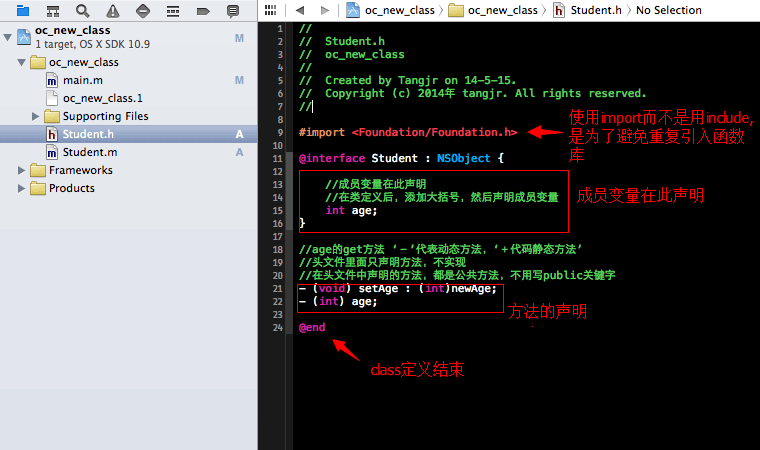 oc_new_class
M
1 target, OS X SDK 10.9
oc_new_class
main.m
M
oc_new_class.1
Supporting Files
Student.h
A
Student.m
A
Frameworks
Products
oc_new_class
oc_new_class
Student.h
No Selection
1 //
2 // Student.h
3 // oc_new_class
4 //
5 // Created by Tangjr on 14-5-15.
6 // Copyright (c) 2014年 tangjr. All rights reserved.
7 //
8
9 #import <Foundation/Foundation.h>
10
11 @interface Student : NSObject {
12
13 //成员变量在此声明
14 //在类定义后，添加大括号，然后声明成员变量
15 int age;
16 }
17
18 //age的get方法 ‘－’代表动态方法，‘＋代码静态方法’
19 //头文件里面只声明方法，不实现
20 //在头文件中声明的方法，都是公共方法，不用写public关键字
21 - (void) setAge : (int)newAge;
22 - (int) age;
23
24 @end
使用import而不是用include,
是为了避免重复引入函数
库
成员变量在此声明
方法的声明
class定义结束